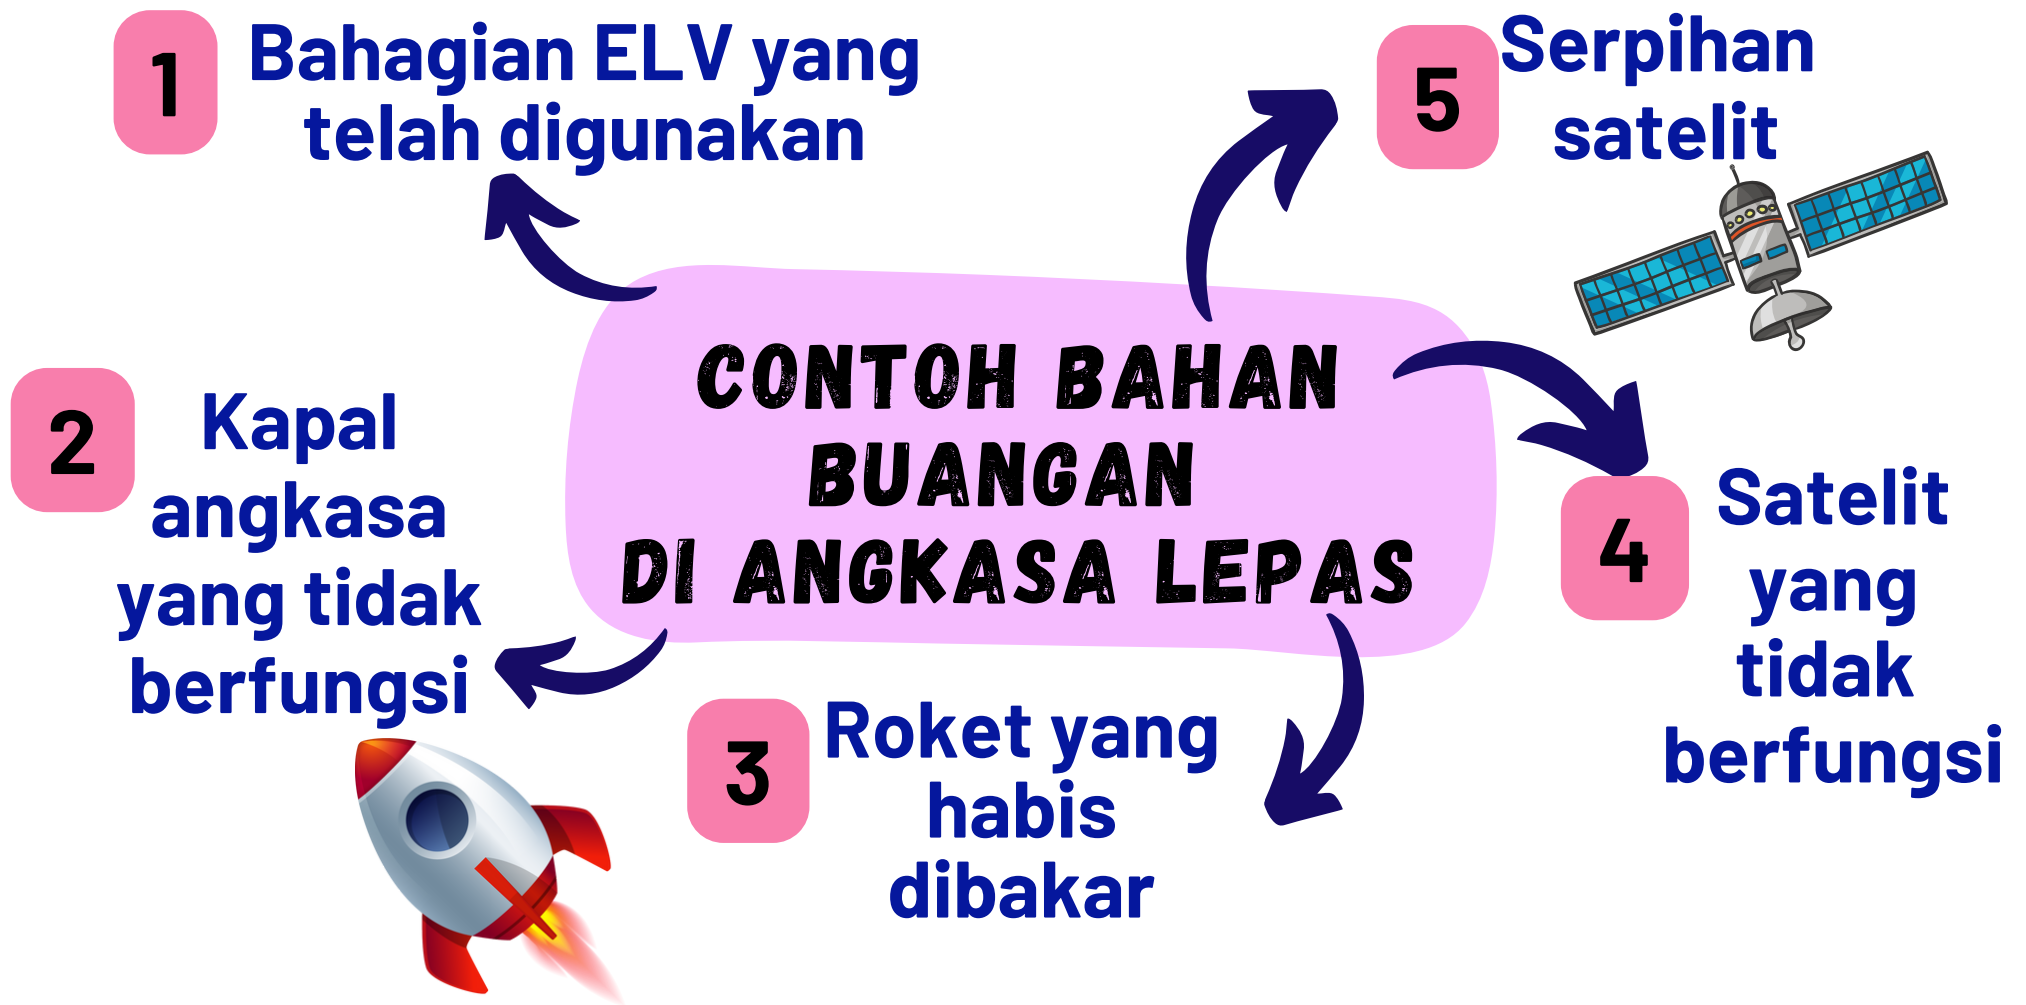 CONTOH BAHAN
BUANGAN
DI ANGKASA LEPAS
1
Bahagian ELV yang
telah digunakan
2
Kapal
angkasa
yang tidak
berfungsi
3
Roket yang
habis
dibakar
4
Satelit
yang
tidak
berfungsi
5
Serpihan
satelit